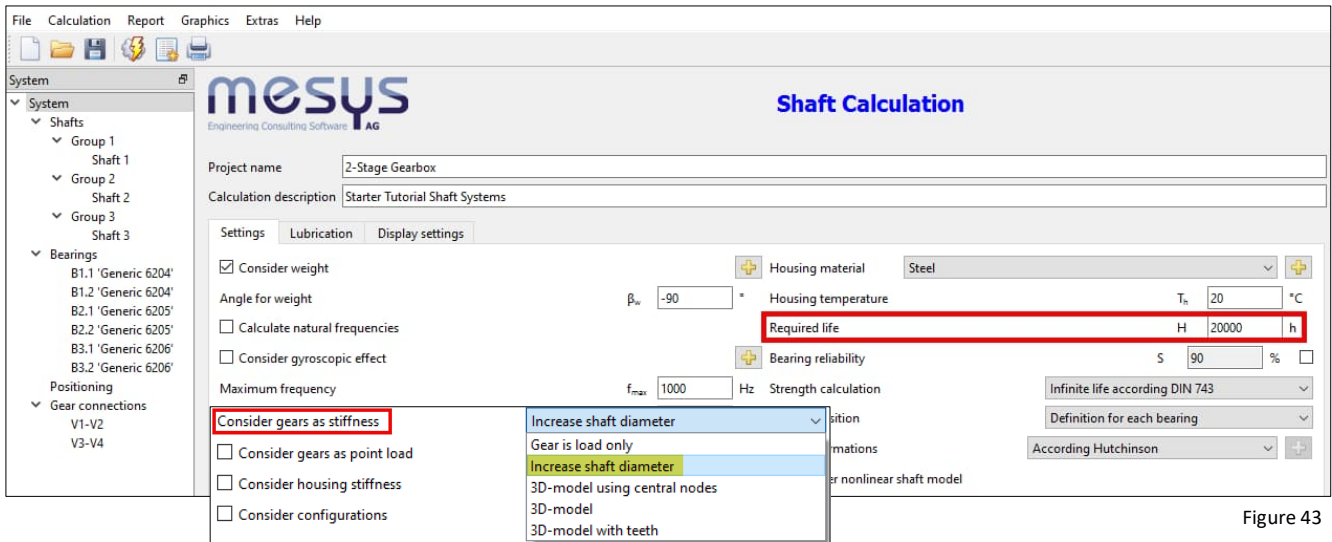 File Calculation Report Graphics Extras Help
System
System
Shafts
Group 1
Shaft 1
Group 2
Shaft 2
Group 3
Shaft 3
Bearings
B1.1 'Generic 6204'
B1.2 'Generic 6204'
B2.1 'Generic 6205'
B2.2 'Generic 6205'
B3.1 'Generic 6206'
B3.2 'Generic 6206'
Positioning
Gear connections
V1-V2
V3-V4
mesys
Engineering Consulting Software AG
Shaft Calculation
Project name 2-Stage Gearbox
Calculation description Starter Tutorial Shaft Systems
Settings Lubrication Display settings
Consider weight
Angle for weight βw -90 °
Calculate natural frequencies
Consider gyroscopic effect
Maximum frequency fmax 1000 Hz
Housing material Steel
Housing temperature Th 20 °C
Required life H 20000 h
Bearing reliability S 90 %
Strength calculation Infinite life according DIN 743
sition Definition for each bearing
rmations According Hutchinson
er nonlinear shaft model
Consider gears as stiffness Increase shaft diameter
Consider gears as point load
Consider housing stiffness
Consider configurations
Gear is load only
Increase shaft diameter
3D-model using central nodes
3D-model
3D-model with teeth
Figure 43